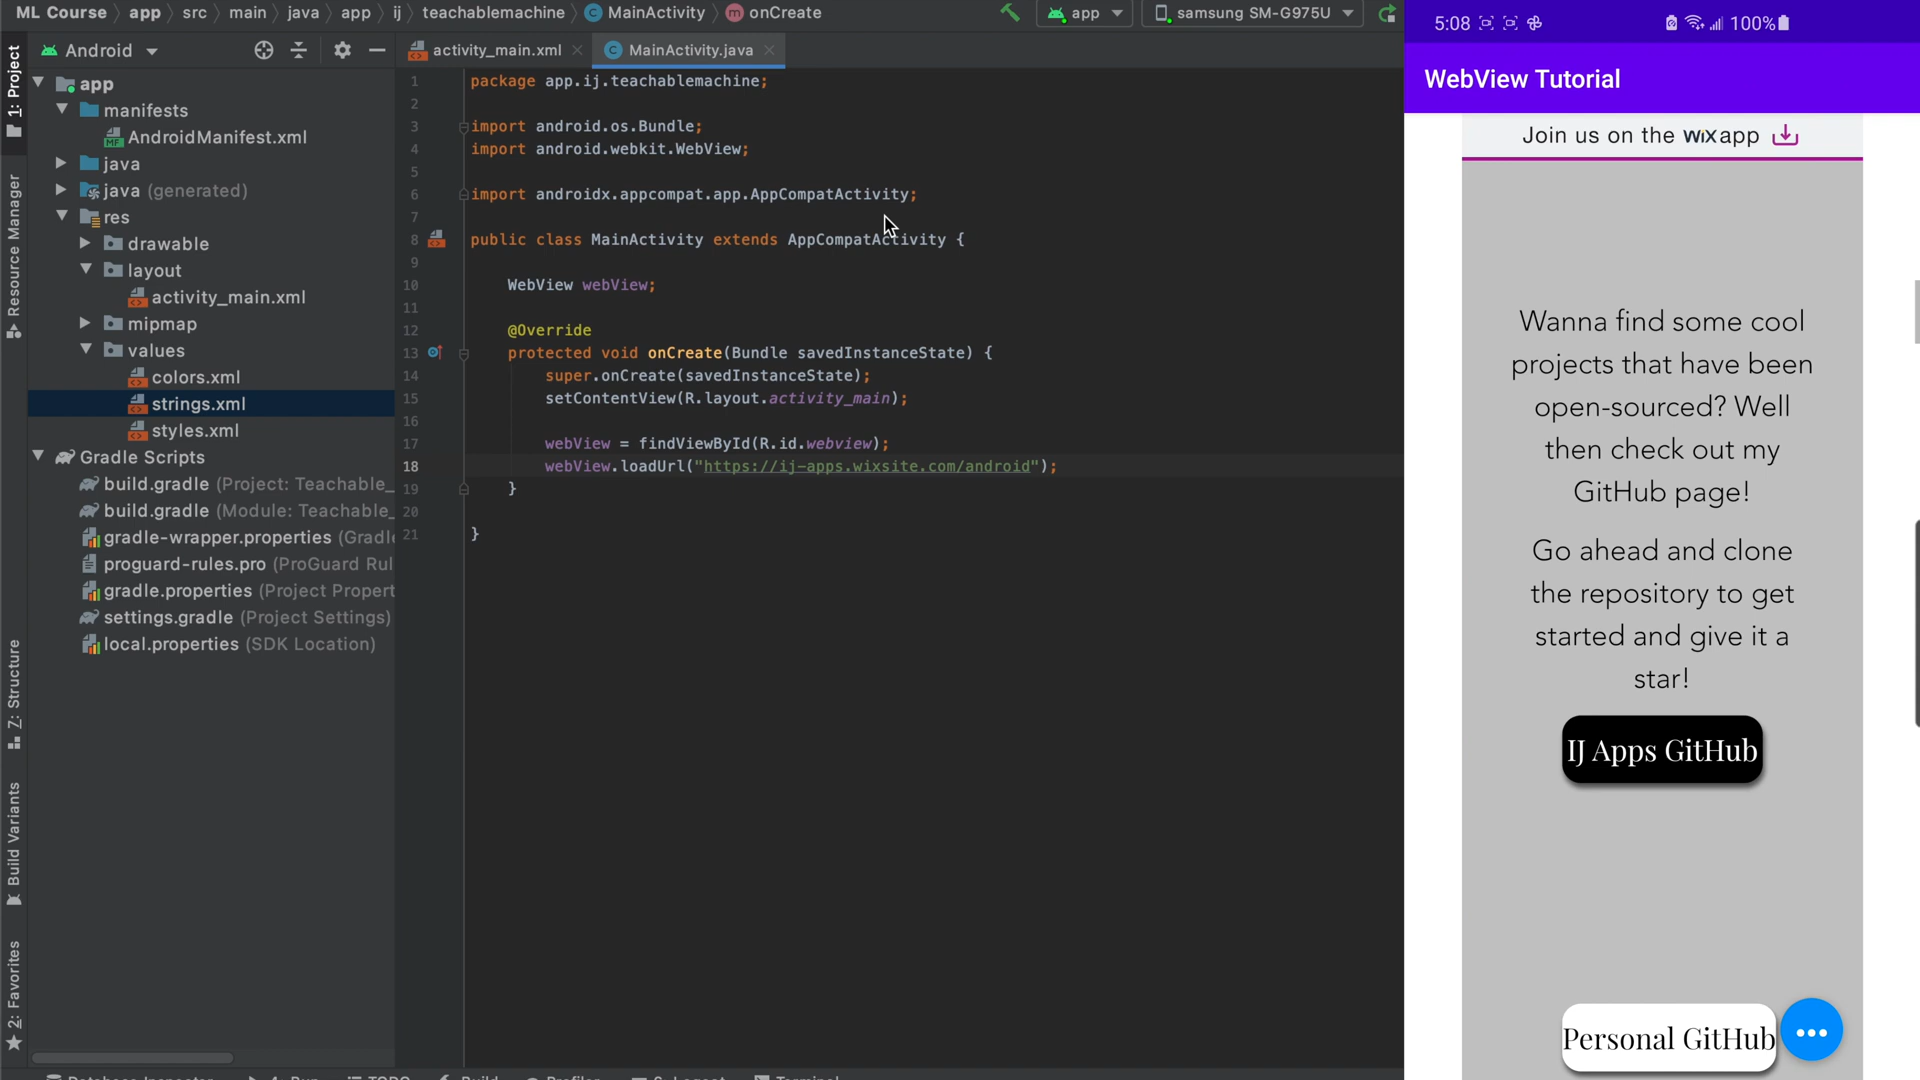 ML Course app src main java app ij teachablemachine MainActivity onCreate
app samsung SM-G975U
1: Project
Resource Manager
Z: Structure
Build Variants
2: Favorites
Android
app
manifests
AndroidManifest.xml
java
java (generated)
res
drawable
layout
activity_main.xml
mipmap
values
colors.xml
strings.xml
styles.xml
Gradle Scripts
build.gradle (Project: Teachable_
build.gradle (Module: Teachable_
gradle-wrapper.properties (Gradle
proguard-rules.pro (ProGuard Rul
gradle.properties (Project Propert
settings.gradle (Project Settings)
local.properties (SDK Location)
activity_main.xml MainActivity.java
1 package app.ij.teachablemachine;
2
3 import android.os.Bundle;
4 import android.webkit.WebView;
5
6 import androidx.appcompat.app.AppCompatActivity;
7
8 public class MainActivity extends AppCompatActivity {
9
10 WebView webView;
11
12 @Override
13 protected void onCreate(Bundle savedInstanceState) {
14 super.onCreate(savedInstanceState);
15 setContentView(R.layout.activity_main);
16
17 webView = findViewById(R.id.webview);
18 webView.loadUrl("https://ij-apps.wixsite.com/android");
19 }
20
21 }
5:08 100%
WebView Tutorial
Join us on the WiX app
Wanna find some cool
projects that have been
open-sourced? Well
then check out my
GitHub page!
Go ahead and clone
the repository to get
started and give it a
star!
IJ Apps GitHub
Personal GitHub